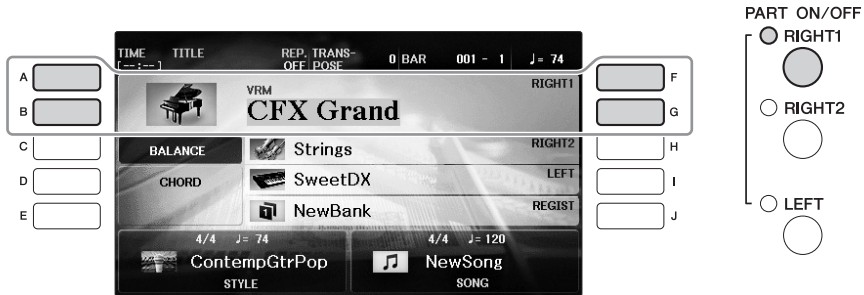 PART ON/OFF
TIME TITLE REP. TRANS- 0 BAR 001 - 1 ♩= 74
[--:--] OFF POSE
RIGHT1
A F
VRM RIGHT1
B CFX Grand G
RIGHT2
C BALANCE Strings RIGHT2 H
D CHORD SweetDX LEFT I
E NewBank REGIST J
LEFT
4/4 ♩= 74 4/4 ♩= 120
ContempGtrPop NewSong
STYLE SONG